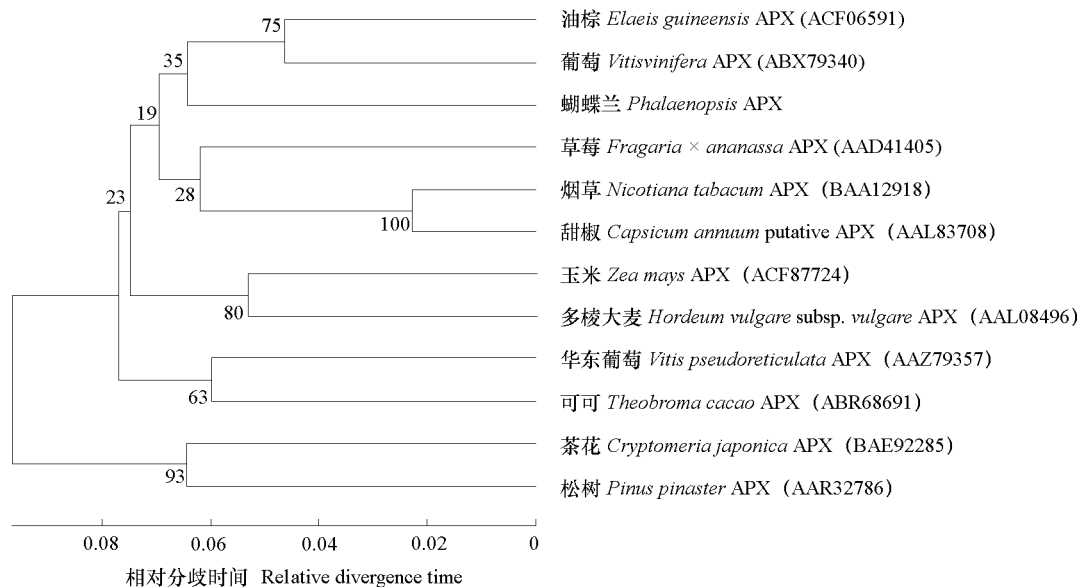 75
油棕 Elaeis guineensis APX (ACF06591)
35
葡萄 Vitisvinifera APX (ABX79340)
蝴蝶兰 Phalaenopsis APX
19
草莓 Fragaria × ananassa APX (AAD41405)
28
烟草 Nicotiana tabacum APX（BAA12918）
23
100
甜椒 Capsicum annuum putative APX（AAL83708）
玉米 Zea mays APX（ACF87724）
80
多棱大麦 Hordeum vulgare subsp. vulgare APX（AAL08496）
华东葡萄 Vitis pseudoreticulata APX（AAZ79357）
63
可可 Theobroma cacao APX（ABR68691）
茶花 Cryptomeria japonica APX（BAE92285）
93
松树 Pinus pinaster APX（AAR32786）
0.08 0.06 0.04 0.02 0
相对分歧时间 Relative divergence time